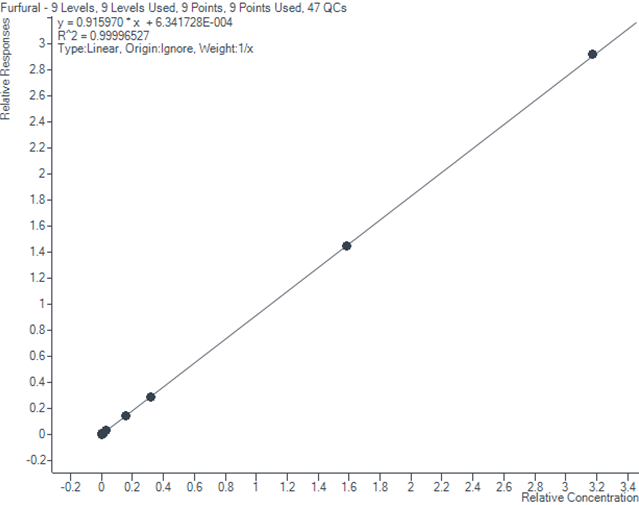 Furfural - 9 Levels, 9 Levels Used, 9 Points, 9 Points Used, 47 QCs
y = 0.915970 * x + 6.341728E-004
R^2 = 0.99996527
Type:Linear, Origin:Ignore, Weight:1/x
Relative Responses
3
2.8
2.6
2.4
2.2
2
1.8
1.6
1.4
1.2
1
0.8
0.6
0.4
0.2
0
-0.2
-0.2 0 0.2 0.4 0.6 0.8 1 1.2 1.4 1.6 1.8 2 2.2 2.4 2.6 2.8 3 3.2 3.4
Relative Concentration